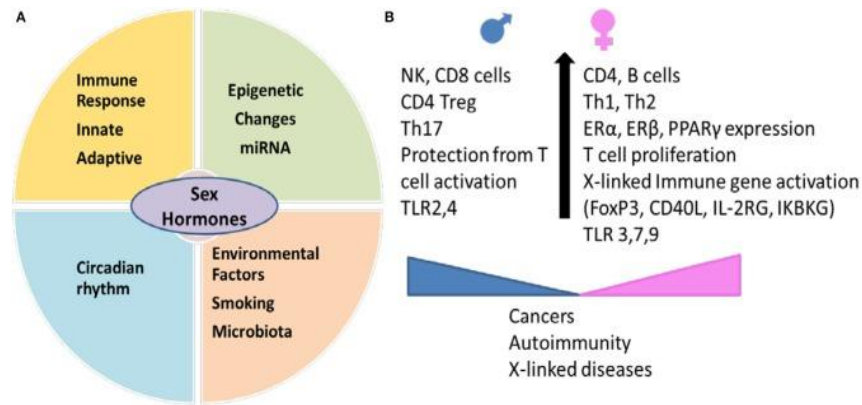 A
Immune
Response
Innate
Adaptive
Epigenetic
Changes
miRNA
Sex
Hormones
Circadian
rhythm
Environmental
Factors
Smoking
Microbiota
B
NK, CD8 cells
CD4 Treg
Th17
Protection from T
cell activation
TLR2,4
CD4, B cells
Th1, Th2
ERα, ERβ, PPARγ expression
T cell proliferation
X-linked Immune gene activation
(FoxP3, CD40L, IL-2RG, IKBKG)
TLR 3,7,9
Cancers
Autoimmunity
X-linked diseases